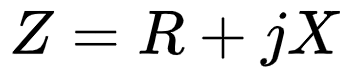 Z = R + jX